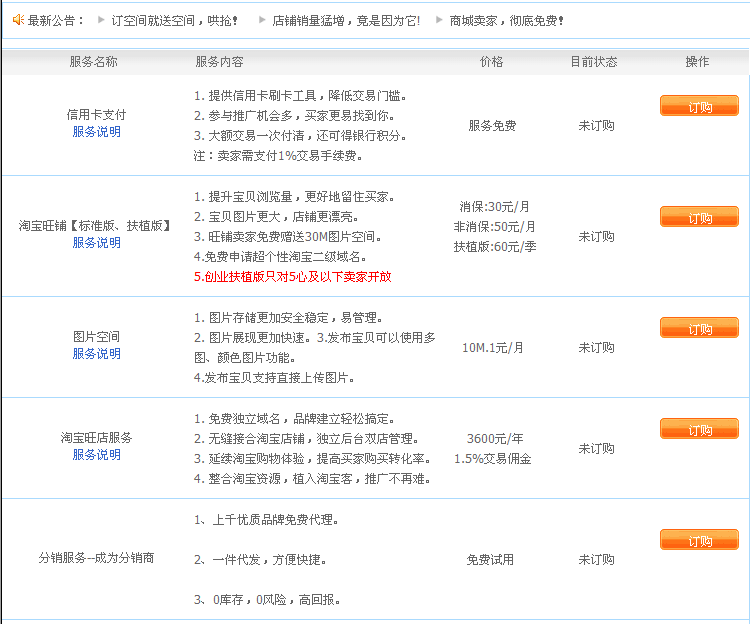 最新公告： 订空间就送空间，哄抢! 店铺销量猛增，竟是因为它! 商城卖家，彻底免费!
服务名称 服务内容 价格 目前状态 操作
信用卡支付
服务说明
1. 提供信用卡刷卡工具，降低交易门槛。
2. 参与推广机会多，买家更易找到你。
3. 大额交易一次付清，还可得银行积分。
注：卖家需支付1%交易手续费。
服务免费
未订购
订购
淘宝旺铺【标准版、扶植版】
服务说明
1. 提升宝贝浏览量，更好地留住买家。
2. 宝贝图片更大，店铺更漂亮。
3. 旺铺卖家免费赠送30M图片空间。
4.免费申请超个性淘宝二级域名。
5.创业扶植版只对5心及以下卖家开放
消保:30元/月
非消保:50元/月
扶植版:60元/季
未订购
订购
图片空间
服务说明
1. 图片存储更加安全稳定，易管理。
2. 图片展现更加快速。3.发布宝贝可以使用多
图、颜色图片功能。
4.发布宝贝支持直接上传图片。
10M.1元/月
未订购
订购
淘宝旺店服务
服务说明
1. 免费独立域名，品牌建立轻松搞定。
2. 无缝接合淘宝店铺，独立后台双店管理。
3. 延续淘宝购物体验，提高买家购买转化率。
4. 整合淘宝资源，植入淘宝客，推广不再难。
3600元/年
1.5%交易佣金
未订购
订购
分销服务--成为分销商
1、上千优质品牌免费代理。
2、一件代发，方便快捷。
3、0库存，0风险，高回报。
免费试用
未订购
订购